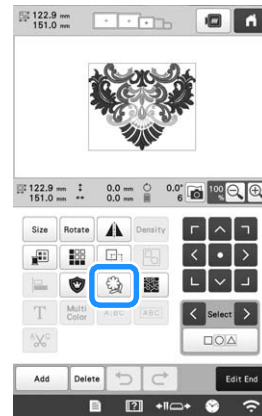 122.9 mm
151.0 mm
122.9 mm 0.0 mm 0.0° 100
151.0 mm 0.0 mm 6 %
Size Rotate Density
T Multi Color A|BC ABC Select
Add Delete Edit End